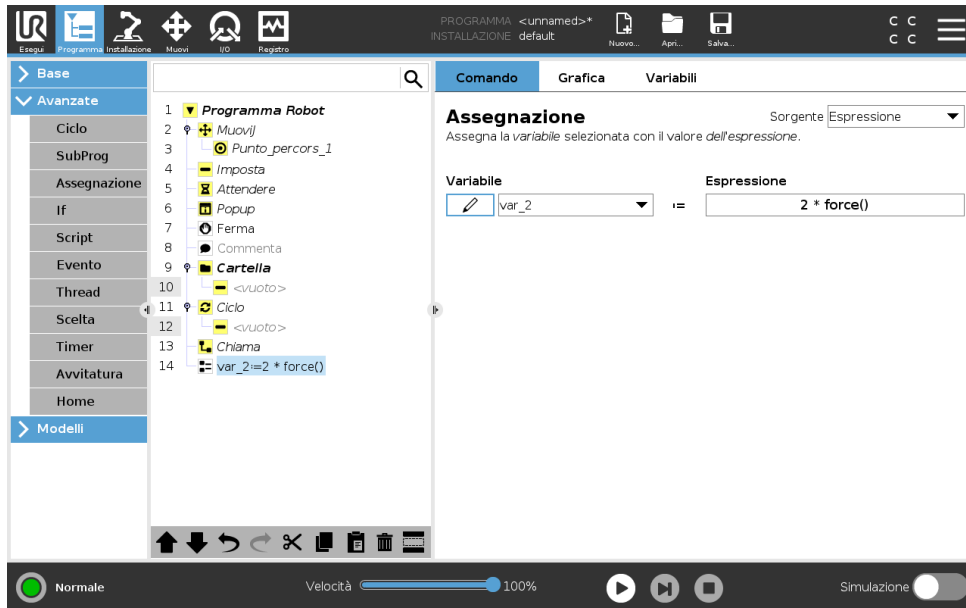 PROGRAMMA <unnamed>*
INSTALLAZIONE default
Esegui Programma Installazione Muovi I/O Registro Nuovo... Apri... Salva...
C C
C C
Base
Avanzate
Ciclo
SubProg
Assegnazione
If
Script
Evento
Thread
Scelta
Timer
Avvitatura
Home
Modelli
1 Programma Robot
2 MuoviJ
3 Punto_percors_1
4 Imposta
5 Attendere
6 Popup
7 Ferma
8 Commenta
9 Cartella
10 <vuoto>
11 Ciclo
12 <vuoto>
13 Chiama
14 var_2:=2 * force()
Comando Grafica Variabili
Assegnazione
Sorgente Espressione
Assegna la variabile selezionata con il valore dell'espressione.
Variabile Espressione
var_2 := 2 * force()
Normale Velocità 100% Simulazione